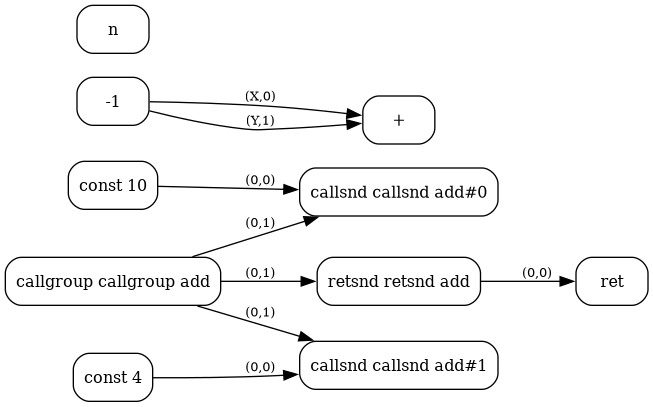 n
-1
(X,0)
(Y,1)
+
const 10
(0,0)
callsnd callsnd add#0
(0,1)
callgroup callgroup add
(0,1)
retsnd retsnd add
(0,0)
ret
(0,1)
callsnd callsnd add#1
const 4
(0,0)